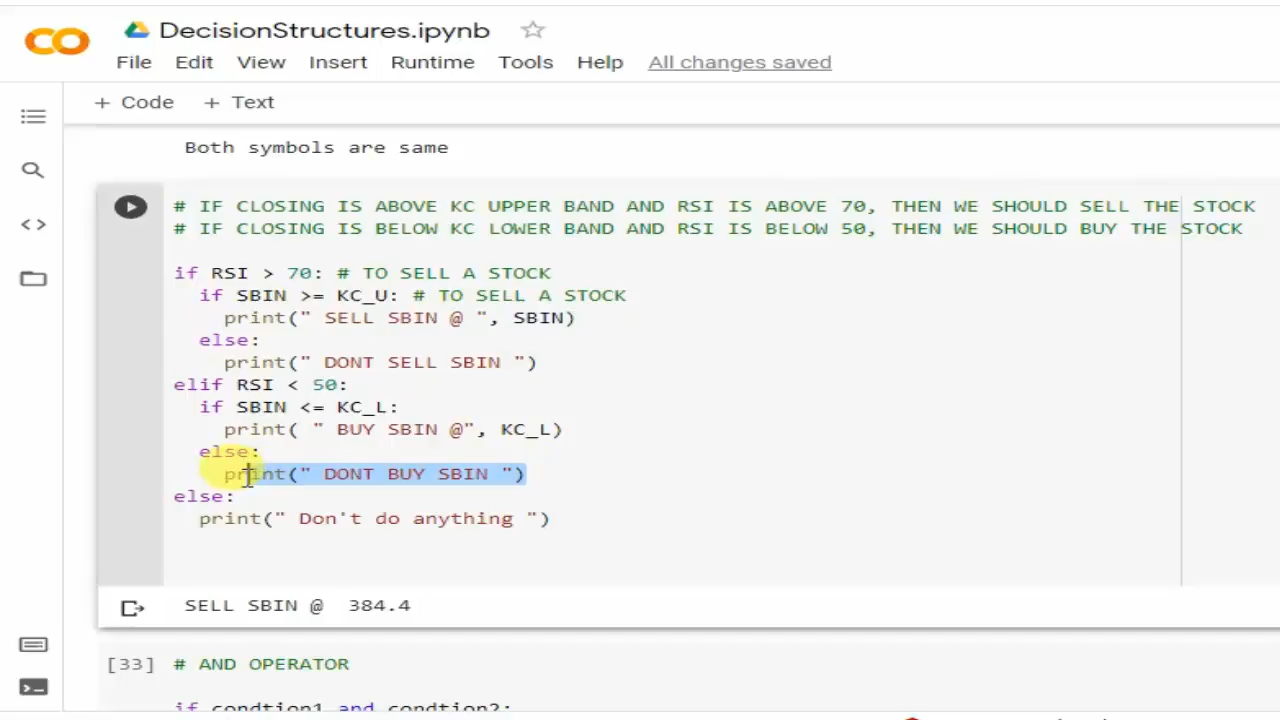 DecisionStructures.ipynb
File Edit View Insert Runtime Tools Help All changes saved
+ Code + Text
Both symbols are same
# IF CLOSING IS ABOVE KC UPPER BAND AND RSI IS ABOVE 70, THEN WE SHOULD SELL THE STOCK
# IF CLOSING IS BELOW KC LOWER BAND AND RSI IS BELOW 50, THEN WE SHOULD BUY THE STOCK
if RSI > 70: # TO SELL A STOCK
if SBIN >= KC_U: # TO SELL A STOCK
print(" SELL SBIN @ ", SBIN)
else:
print(" DONT SELL SBIN ")
elif RSI < 50:
if SBIN <= KC_L:
print( " BUY SBIN @", KC_L)
else:
print(" DONT BUY SBIN ")
else:
print(" Don't do anything ")
SELL SBIN @ 384.4
[33] # AND OPERATOR
if condtion1 and condtion2: